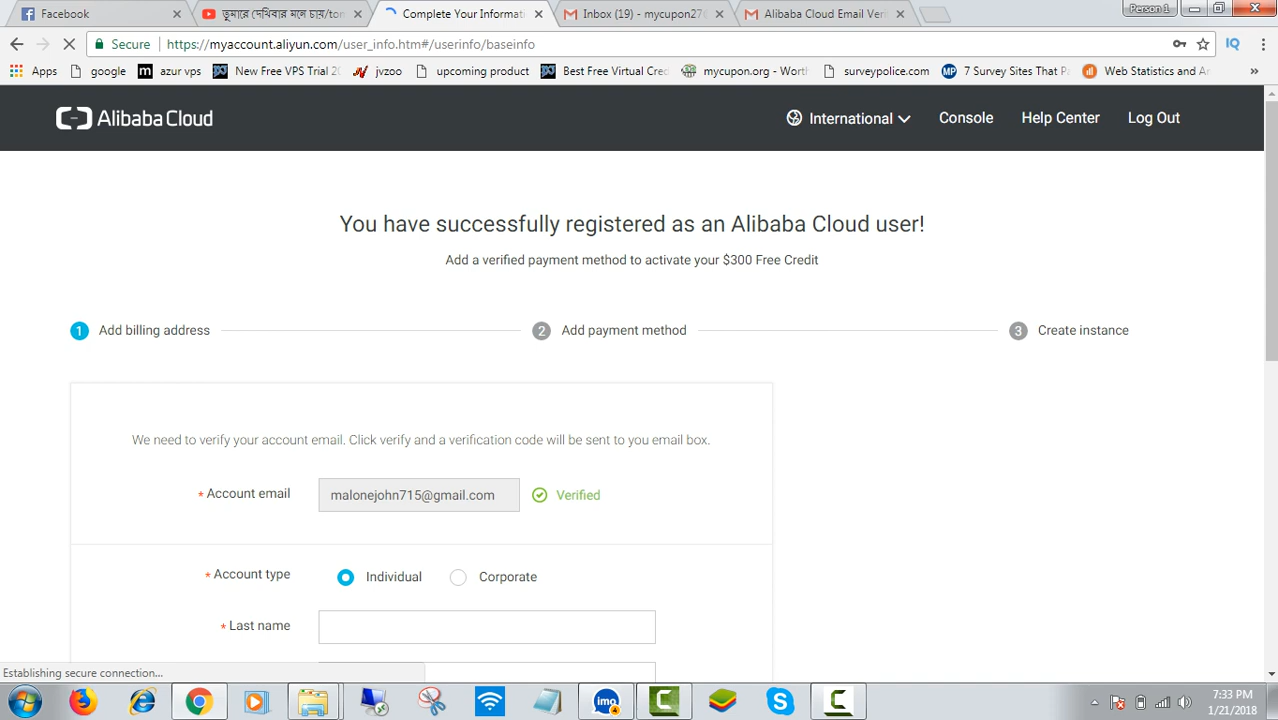 Facebook
তুমারে দেখিবার মনে চায়/ton
Complete Your Informati
Inbox (19) - mycupon27@
Alibaba Cloud Email Veri
Person 1
Secure
https://myaccount.aliyun.com/user_info.htm#/userinfo/baseinfo
Apps
google
azur vps
New Free VPS Trial 20
jvzoo
upcoming product
Best Free Virtual Cred
mycupon.org - Worth
surveypolice.com
7 Survey Sites That Pa
Web Statistics and An
Alibaba Cloud
International
Console
Help Center
Log Out
You have successfully registered as an Alibaba Cloud user!
Add a verified payment method to activate your $300 Free Credit
1 Add billing address
2 Add payment method
3 Create instance
We need to verify your account email. Click verify and a verification code will be sent to you email box.
* Account email
malonejohn715@gmail.com
Verified
* Account type
Individual
Corporate
* Last name
Establishing secure connection...
7:33 PM
1/21/2018